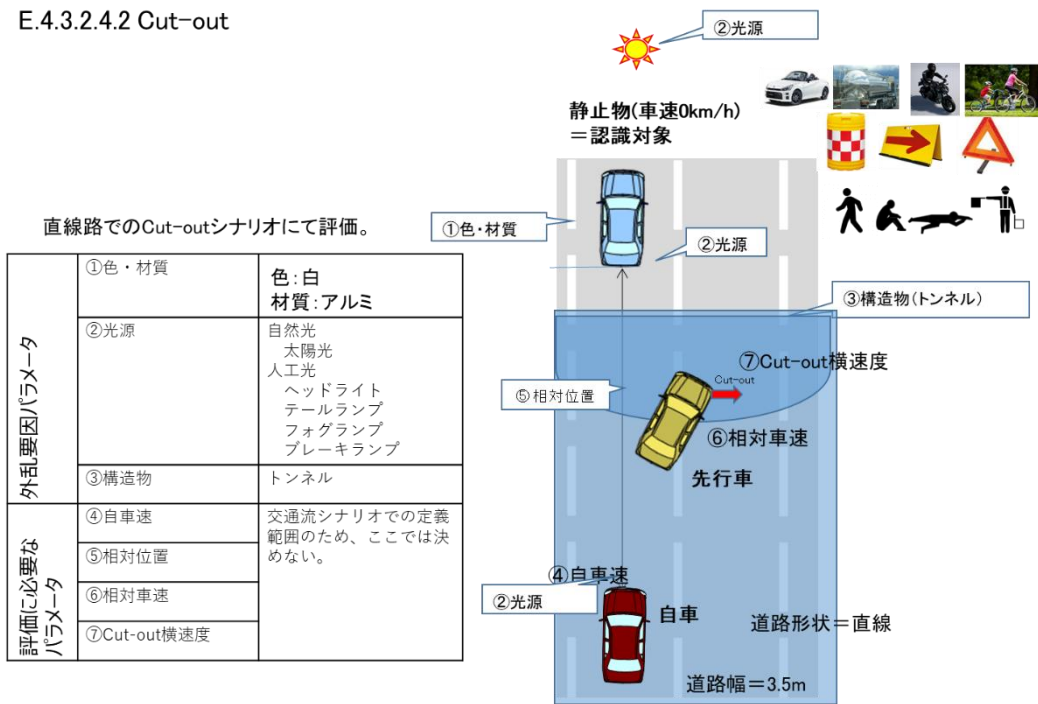 E.4.3.2.4.2 Cut-out
②光源
静止物(車速0km/h)
＝認識対象
直線路でのCut-outシナリオにて評価。
①色・材質
②光源
外乱要因パラメータ
①色・材質
色：白
材質：アルミ
②光源
自然光
太陽光
人工光
ヘッドライト
テールランプ
フォグランプ
ブレーキランプ
③構造物
トンネル
評価に必要な
パラメータ
④自車速
⑤相対位置
⑥相対車速
⑦Cut-out横速度
交通流シナリオでの定義
範囲のため、ここでは決
めない。
③構造物(トンネル)
⑦Cut-out横速度
Cut-out
⑤相対位置
⑥相対車速
先行車
④自車速
②光源
自車
道路形状＝直線
道路幅＝3.5m